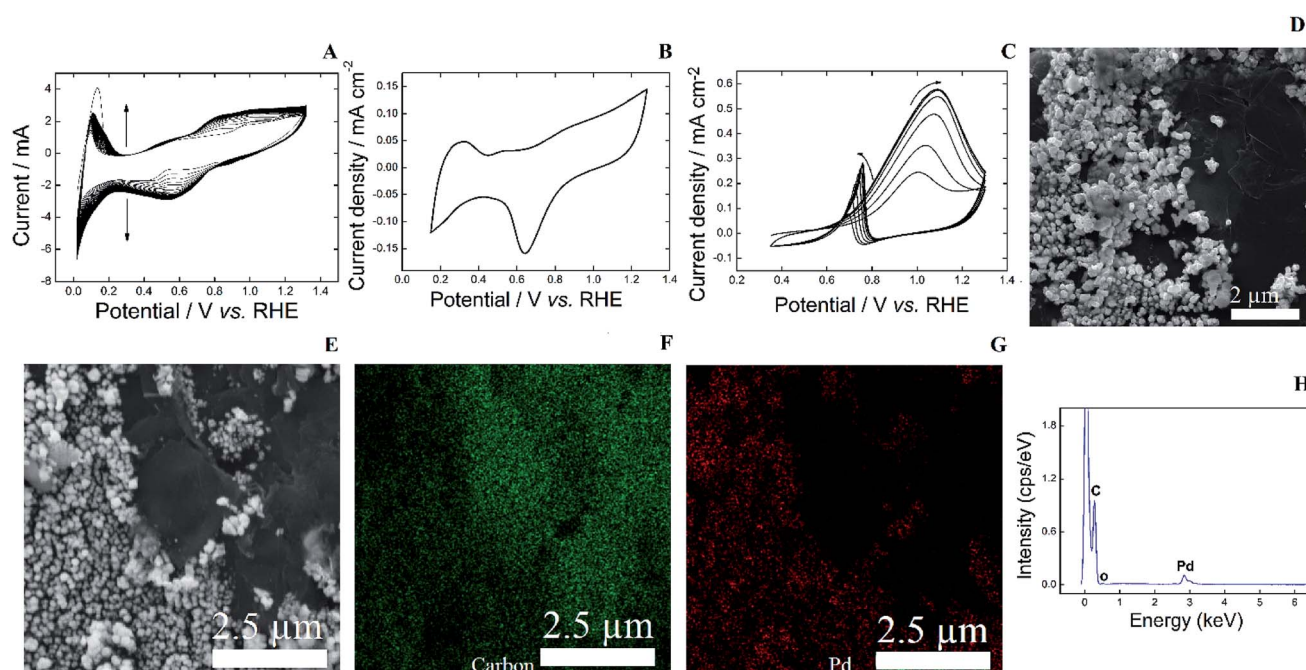 A
Current / mA
4
2
0
-2
-4
-6
-8
0.0 0.2 0.4 0.6 0.8 1.0 1.2 1.4
Potential / V vs. RHE
B
Current density / mA cm-2
0.15
0.10
0.05
0.00
-0.05
-0.10
-0.15
0.2 0.4 0.6 0.8 1.0 1.2 1.4
Potential / V vs. RHE
C
Current density / mA cm-2
0.6
0.5
0.4
0.3
0.2
0.1
0.0
-0.1
0.4 0.6 0.8 1.0 1.2 1.4
Potential / V vs. RHE
D
2 µm
E
2.5 µm
F
2.5 µm
Carbon
G
2.5 µm
Pd
H
Intensity (cps/eV)
1.8
1.2
0.6
0.0
C
O
Pd
0 1 2 3 4 5 6
Energy (keV)